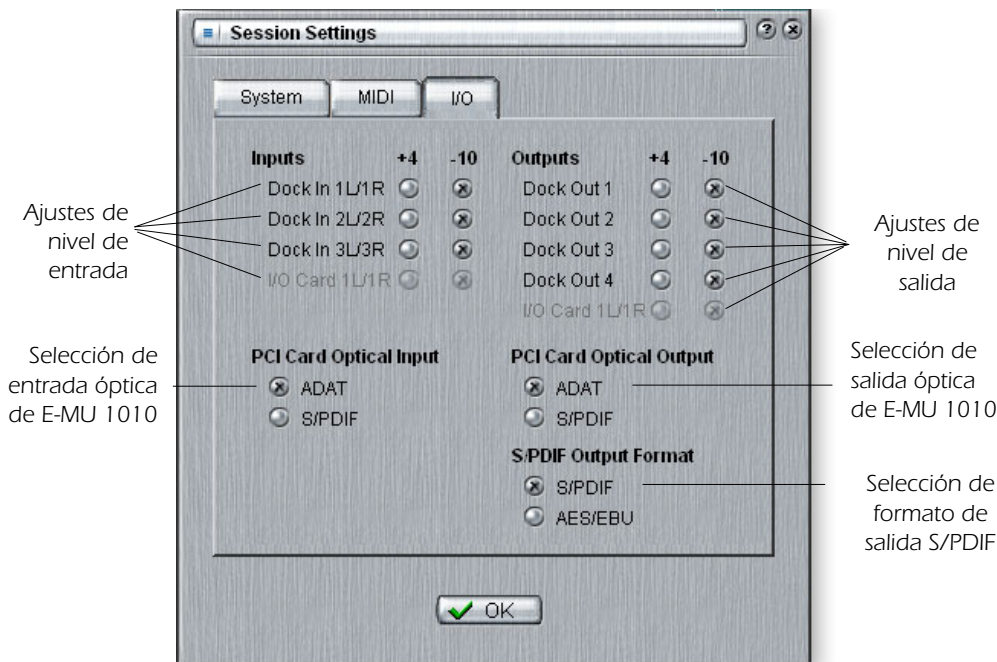 Session Settings
System MIDI I/O
Inputs +4 -10 Outputs +4 -10
Dock In 1L/1R Dock Out 1
Dock In 2L/2R Dock Out 2
Dock In 3L/3R Dock Out 3
I/O Card 1L/1R Dock Out 4
I/O Card 1L/1R
Ajustes de
nivel de
entrada
Ajustes de
nivel de
salida
PCI Card Optical Input PCI Card Optical Output
ADAT ADAT
S/PDIF S/PDIF
Selección de
entrada óptica
de E-MU 1010
Selección de
salida óptica
de E-MU 1010
S/PDIF Output Format
S/PDIF
AES/EBU
Selección de
formato de
salida S/PDIF
OK